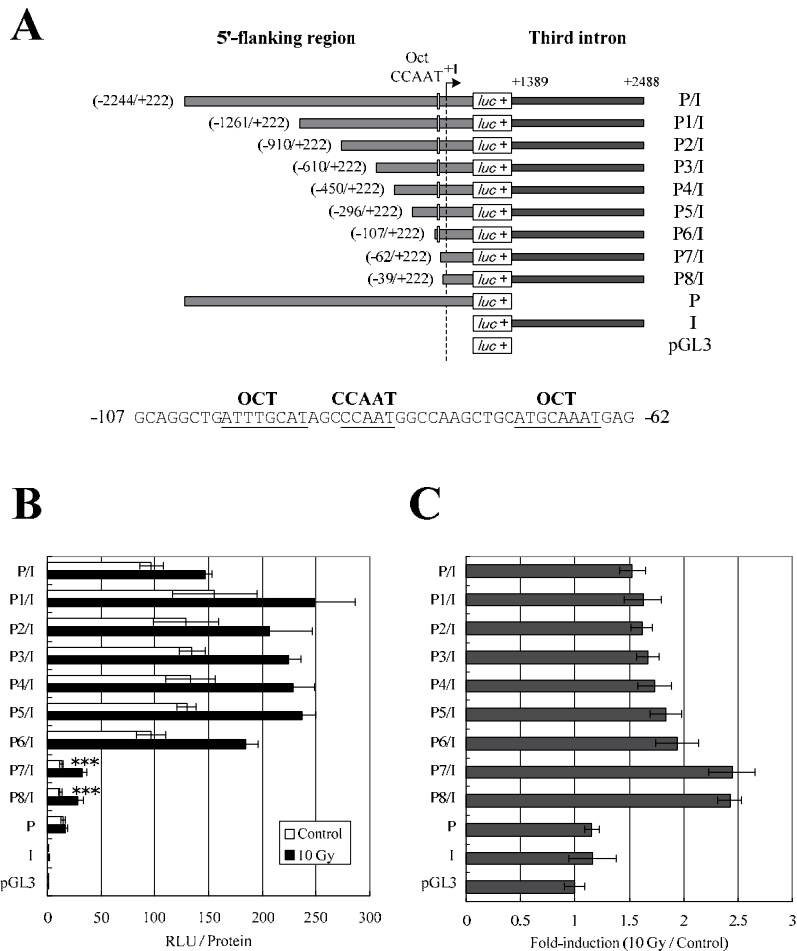 A
5'-flanking region Third intron
Oct
CCAAT +1 +1389 +2488
(-2244/+222) luc + P/I
(-1261/+222) luc + P1/I
(-910/+222) luc + P2/I
(-610/+222) luc + P3/I
(-450/+222) luc + P4/I
(-296/+222) luc + P5/I
(-107/+222) luc + P6/I
(-62/+222) luc + P7/I
(-39/+222) luc + P8/I
luc + P
luc + I
luc + pGL3
OCT CCAAT OCT
-107 GCAGGCTGATTTGCATAGCCCAATGGCCAAGCTGCATGCAAATGAG -62
B
P/I
P1/I
P2/I
P3/I
P4/I
P5/I
P6/I
P7/I ***
P8/I ***
P
I
pGL3
Control
10 Gy
0 50 100 150 200 250 300
RLU / Protein
C
P/I
P1/I
P2/I
P3/I
P4/I
P5/I
P6/I
P7/I
P8/I
P
I
pGL3
0 0.5 1 1.5 2 2.5 3
Fold-induction (10 Gy / Control)